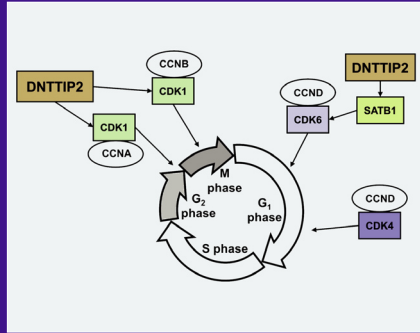 CCNB
DNTTIP2
CDK1
DNTTIP2
CCND
CDK6
SATB1
CDK1
CCNA
M
phase
G₂
phase
G₁
phase
S phase
CCND
CDK4